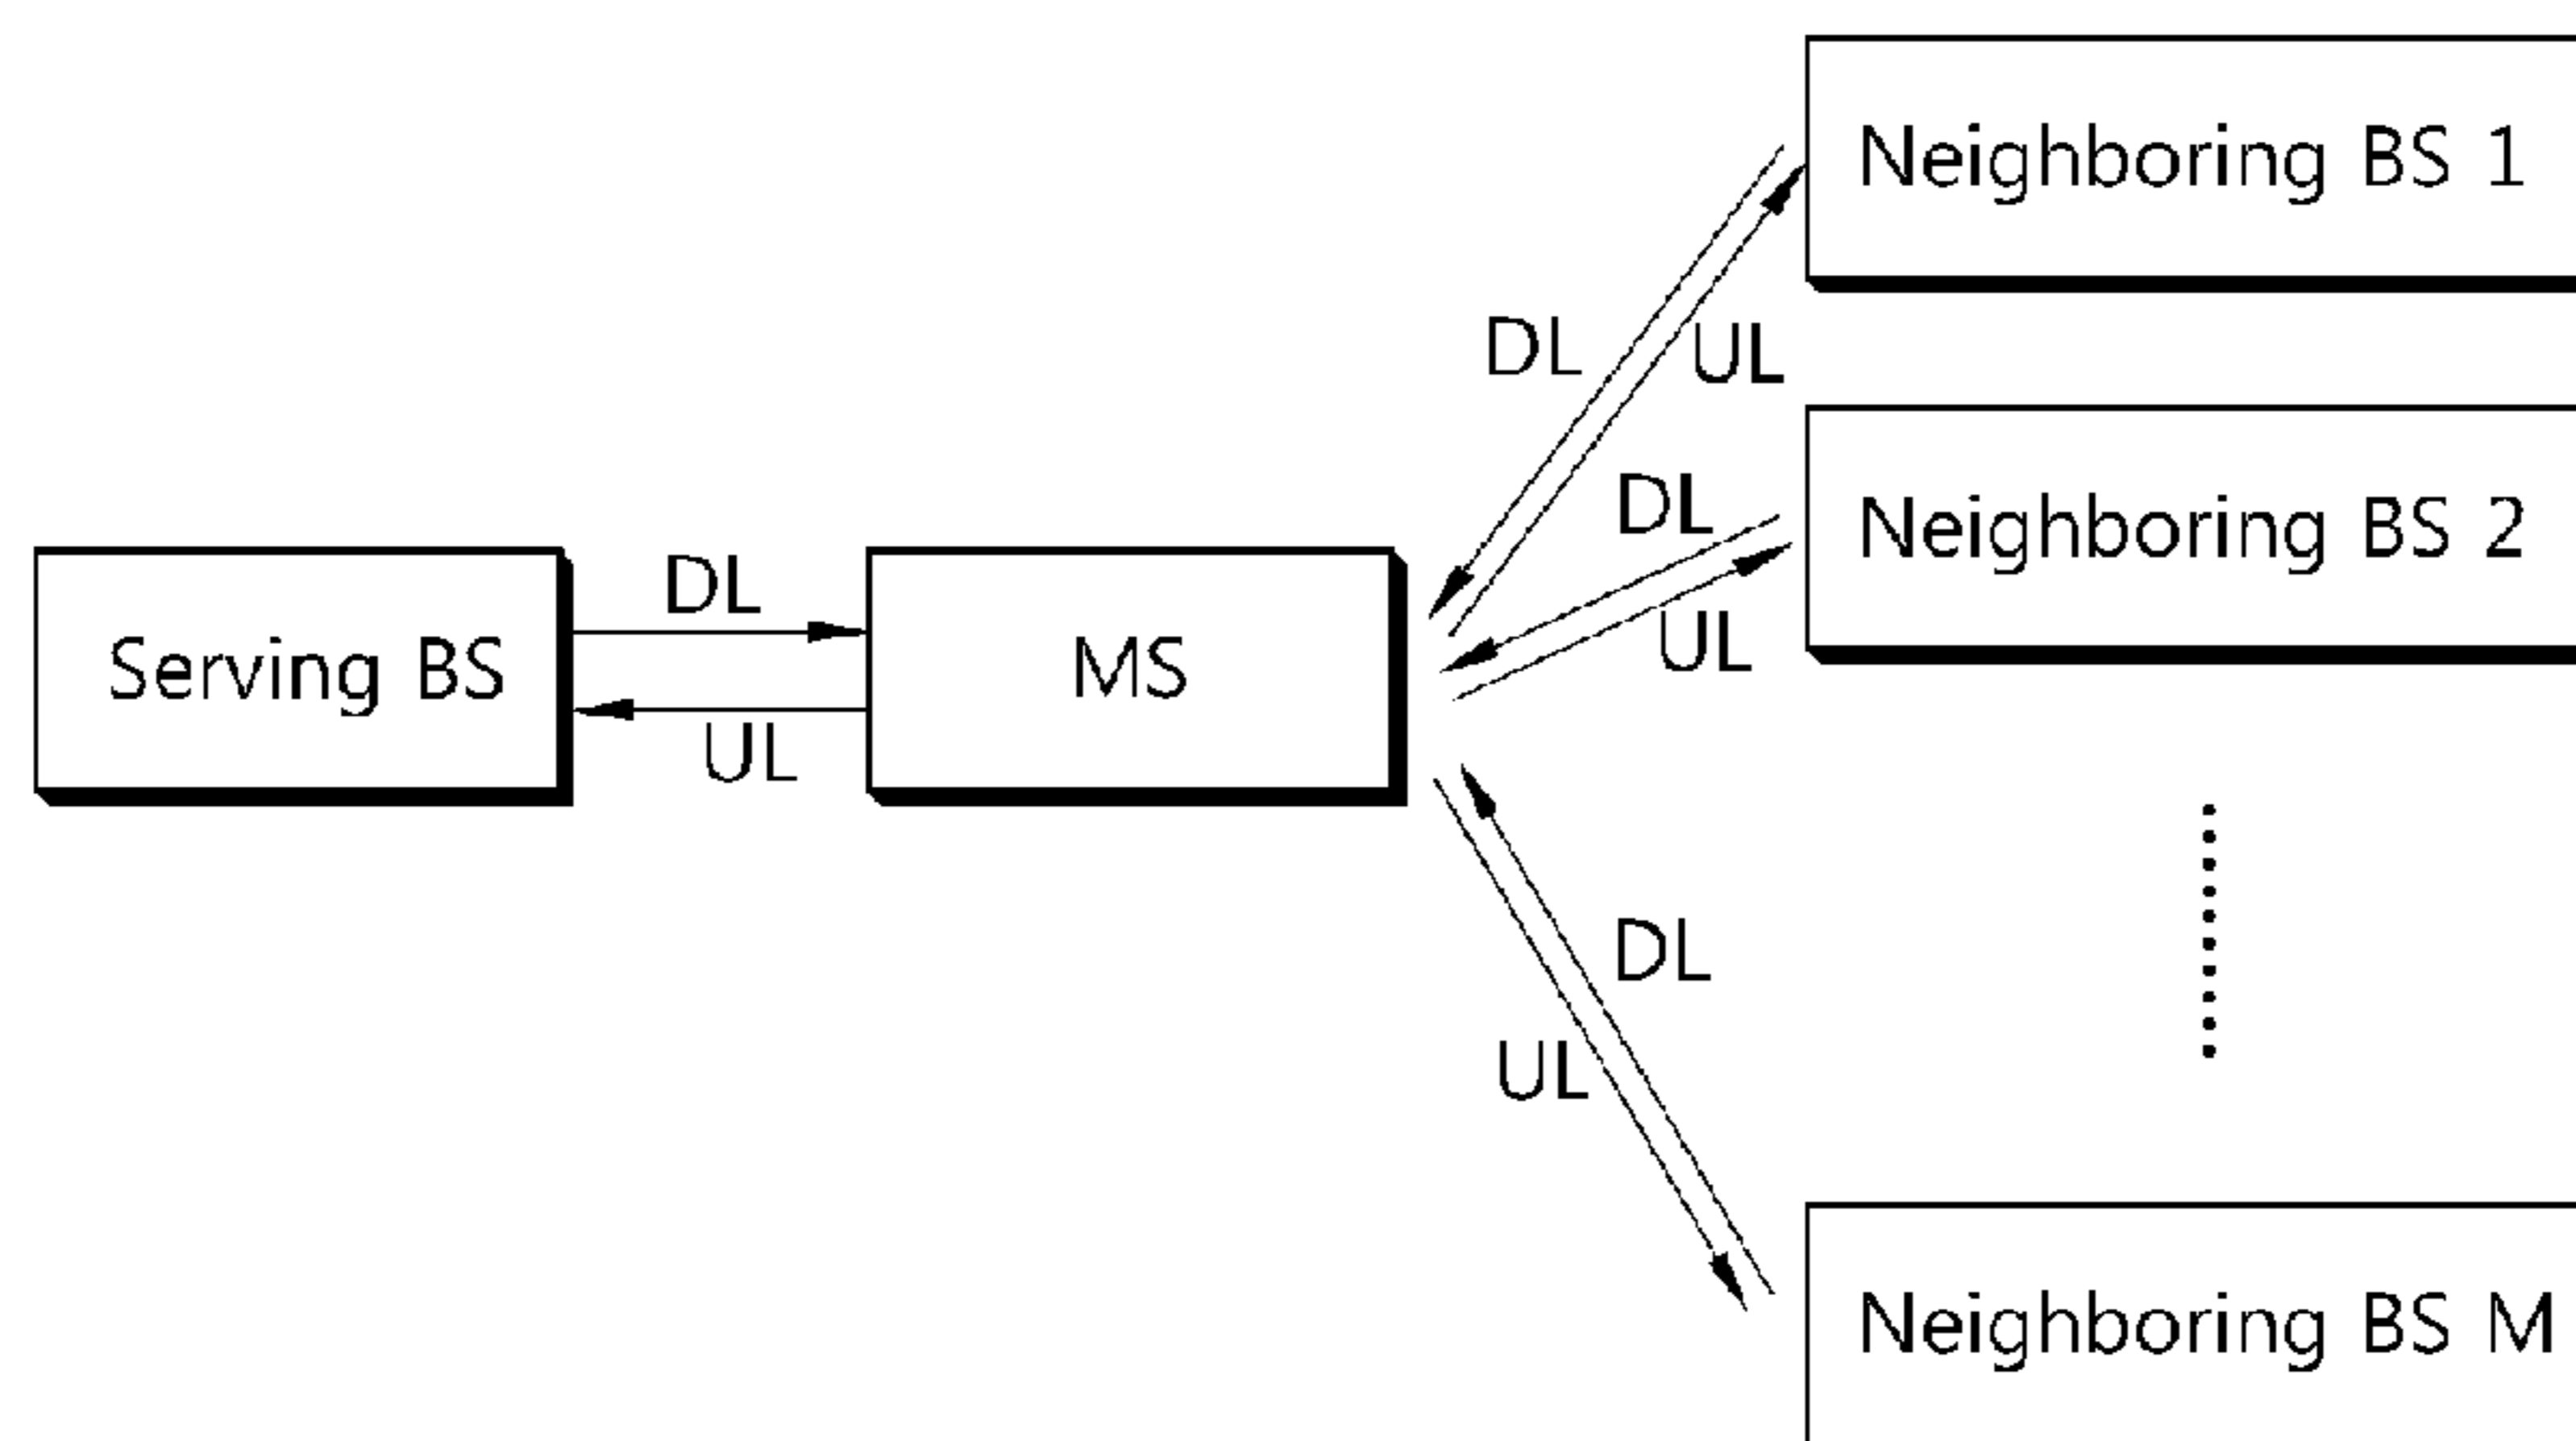 Neighboring BS 1
DL
UL
Neighboring BS 2
DL
UL
Serving BS
DL
UL
MS
DL
UL
Neighboring BS M